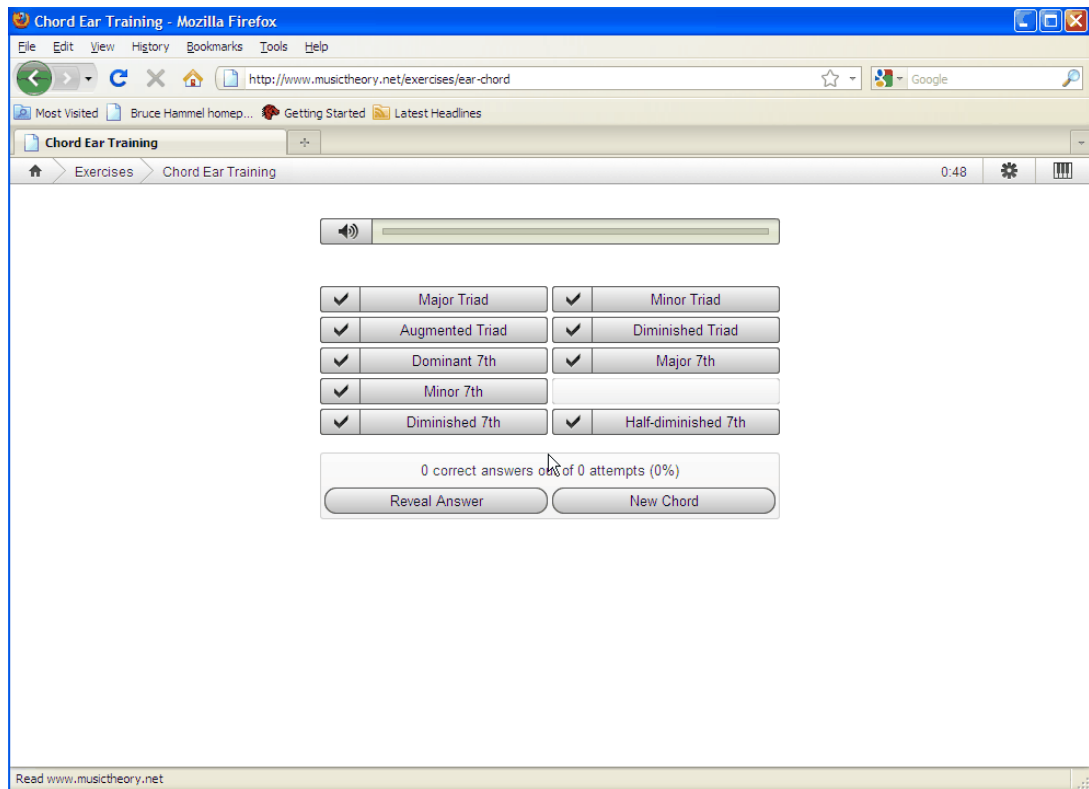 Chord Ear Training - Mozilla Firefox
File Edit View History Bookmarks Tools Help
http://www.musictheory.net/exercises/ear-chord Google
Most Visited Bruce Hammel homep... Getting Started Latest Headlines
Chord Ear Training
Exercises Chord Ear Training 0:48
Major Triad Minor Triad
Augmented Triad Diminished Triad
Dominant 7th Major 7th
Minor 7th
Diminished 7th Half-diminished 7th
0 correct answers out of 0 attempts (0%)
Reveal Answer New Chord
Read www.musictheory.net